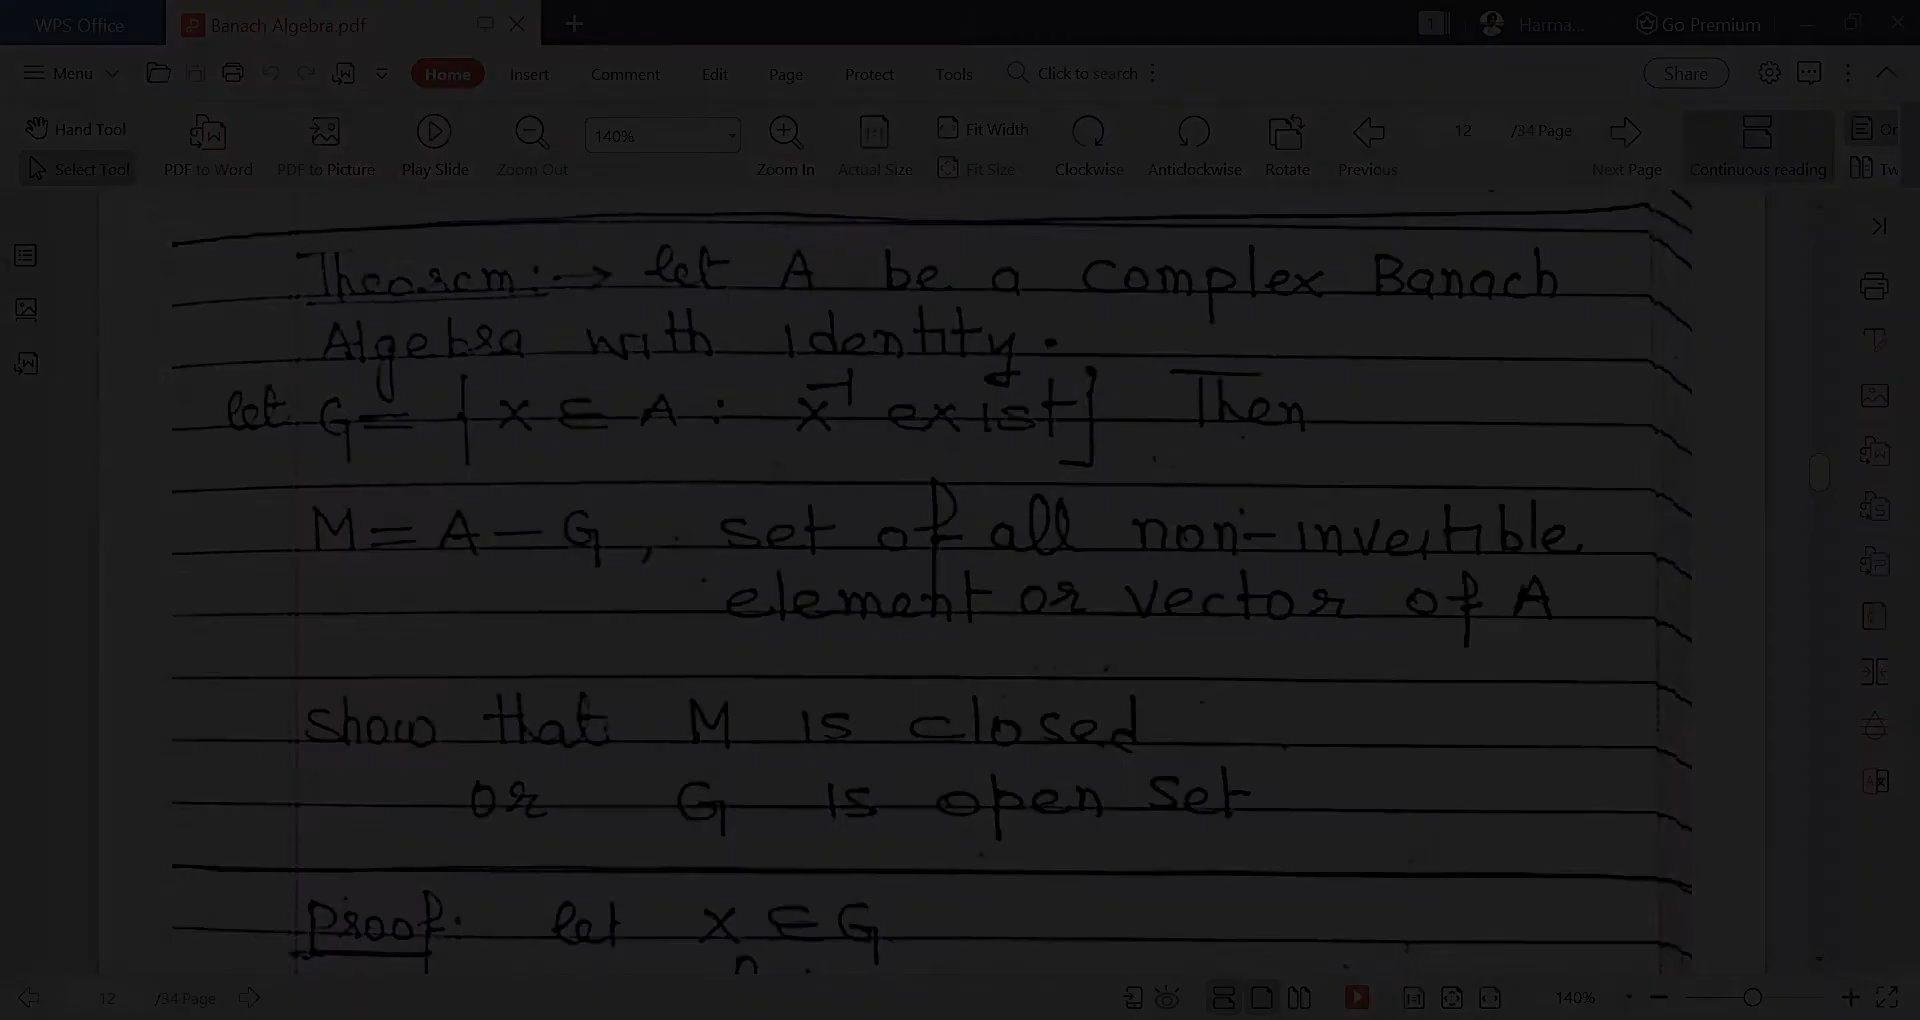 WPS Office
Banach Algebra.pdf
1
Harma...
Go Premium
Menu
Home
Insert
Comment
Edit
Page
Protect
Tools
Click to search
Share
Hand Tool
Select Tool
PDF to Word
PDF to Picture
Play Slide
Zoom Out
140%
Zoom In
Actual Size
Fit Width
Fit Size
Clockwise
Anticlockwise
Rotate
Previous
12 /34 Page
Next Page
Continuous reading
Or
Tw
Theorem :→ let A be a complex Banach
Algebra with identity.
let G = { x ∈ A : x⁻¹ exist] Then
M = A - G, set of all non-invertible
element or vector of A
show that M is closed
or G is open set
Proof. let x ∈ G
12 /34 Page
140%